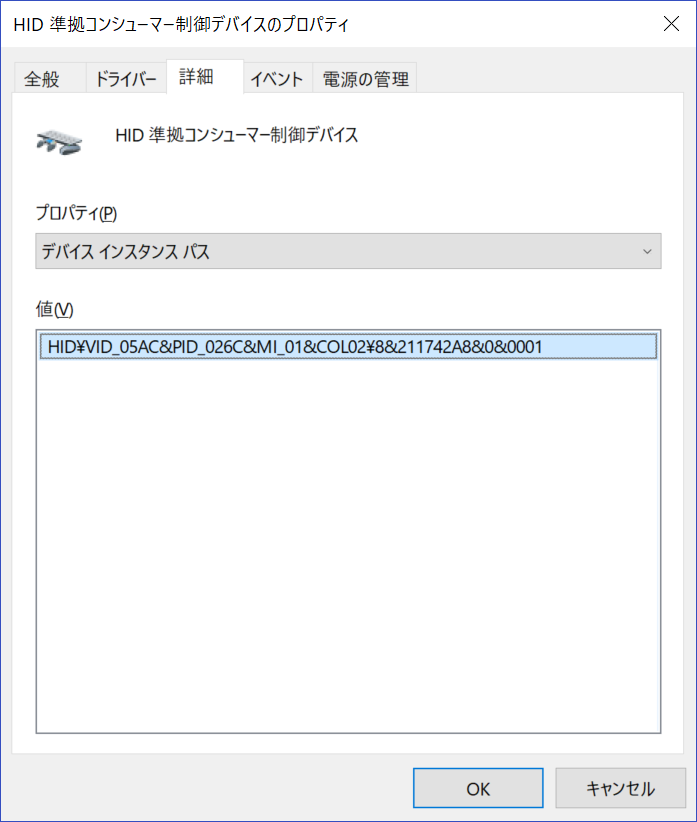 HID 準拠コンシューマー制御デバイスのプロパティ
全般 ドライバー 詳細 イベント 電源の管理
HID 準拠コンシューマー制御デバイス
プロパティ(P)
デバイス インスタンス パス
値(V)
HID¥VID_05AC&PID_026C&MI_01&COL02¥8&211742A8&0&0001
OK キャンセル